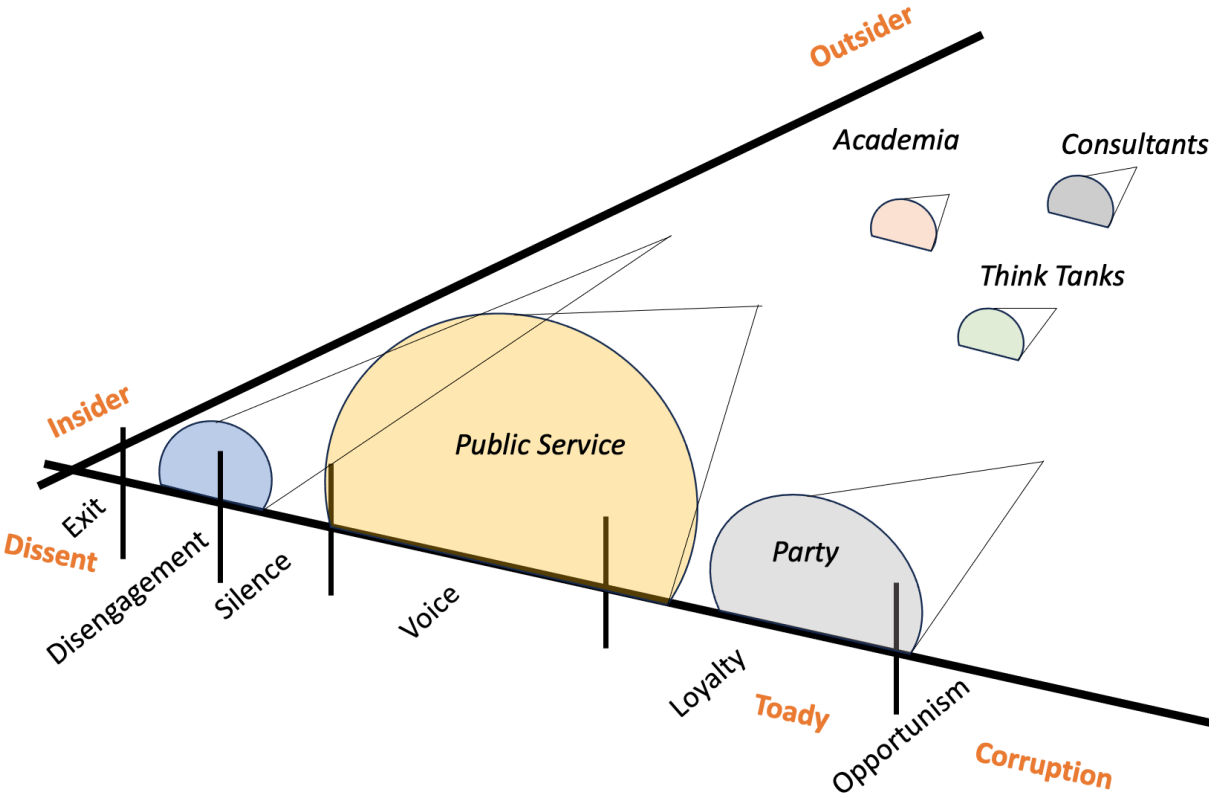 Outsider
Academia
Consultants
Think Tanks
Insider
Public Service
Exit
Dissent
Party
Disengagement
Silence
Voice
Loyalty
Toady
Opportunism
Corruption